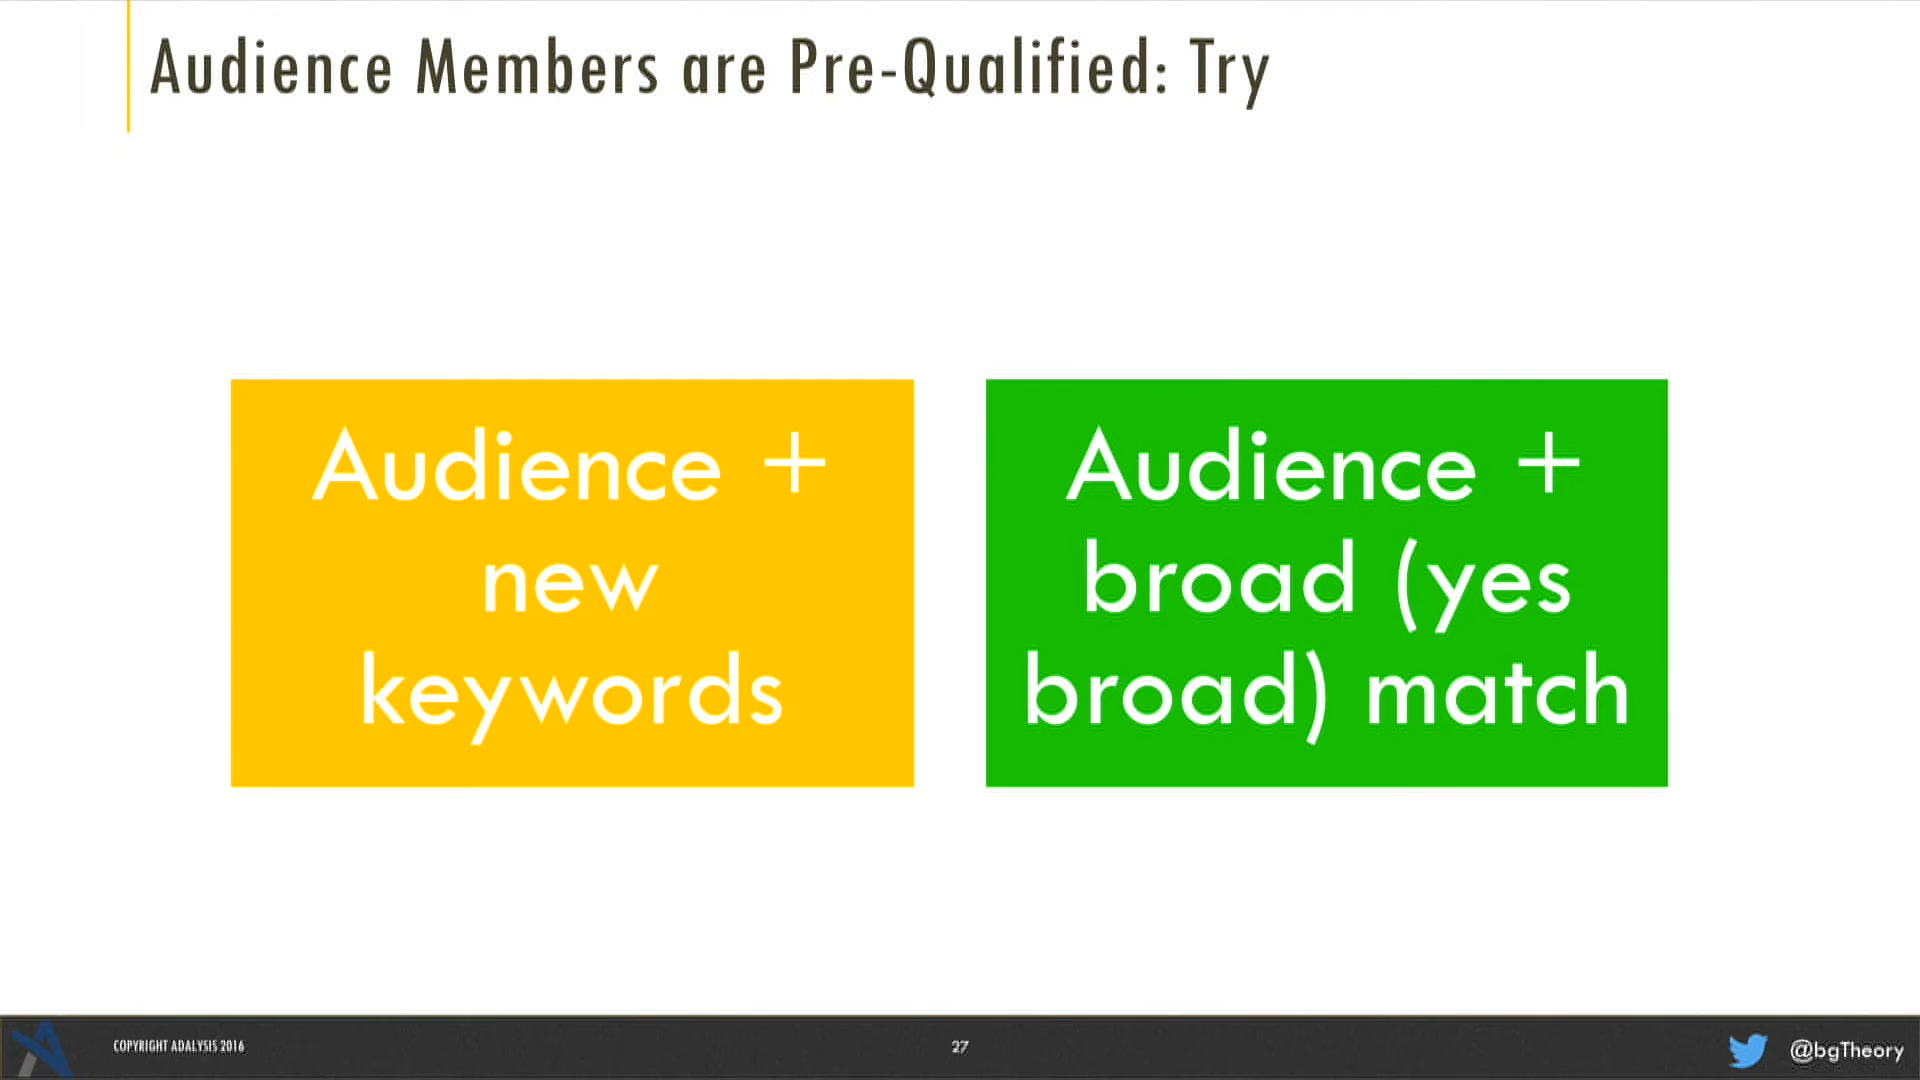 Audience Members are Pre-Qualified: Try
Audience +
new
keywords
Audience +
broad (yes
broad) match
COPYRIGHT ADALYSIS 2016
27
@bgTheory